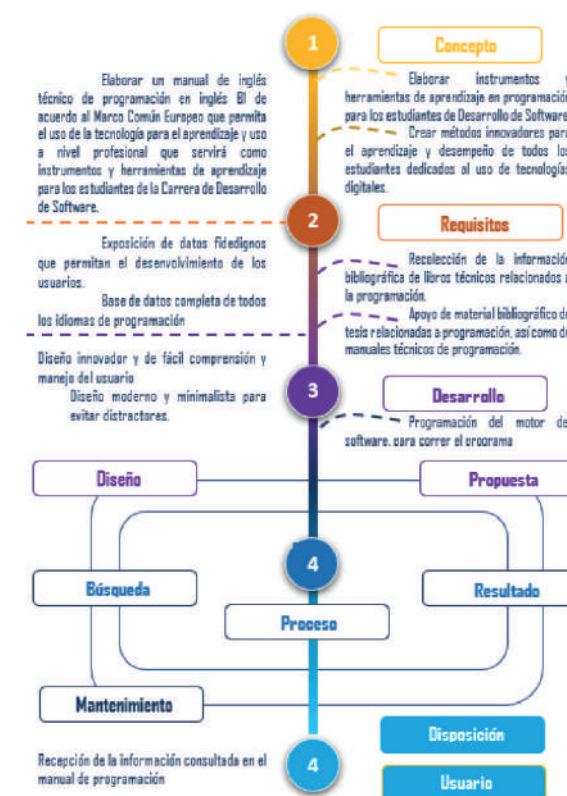 1
Concepto
Elaborar un manual de inglés
técnico de programación en inglés B1 de
acuerdo al Marco Común Europeo que permita
el uso de la tecnología para el aprendizaje y uso
a nivel profesional que servirá como
instrumentos y herramientas de aprendizaje
para los estudiantes de la Carrera de Desarrollo
de Software.
Elaborar instrumentos y
herramientas de aprendizaje en programación
para los estudiantes de Desarrollo de Software
Crear métodos innovadores para
el aprendizaje y desempeño de todos los
estudiantes dedicados al uso de tecnologías
digitales.
2
Requisitos
Exposición de datos fidedignos
que permitan el desenvolvimiento de los
usuarios.
Base de datos completa de todos
los idiomas de programación
Recolección de la información
bibliográfica de libros técnicos relacionados a
la programación.
Apoyo de material bibliográfico de
tesis relacionadas a programación, así como de
manuales técnicos de programación.
Diseño innovador y de fácil comprensión y
manejo del usuario
Diseño moderno y minimalista para
evitar distractores.
3
Desarrollo
Programación del motor de
software, para correr el programa
Diseño
Propuesta
4
Búsqueda
Resultado
Proceso
Mantenimiento
Disposición
Recepción de la información consultada en el
manual de programación
4
Usuario